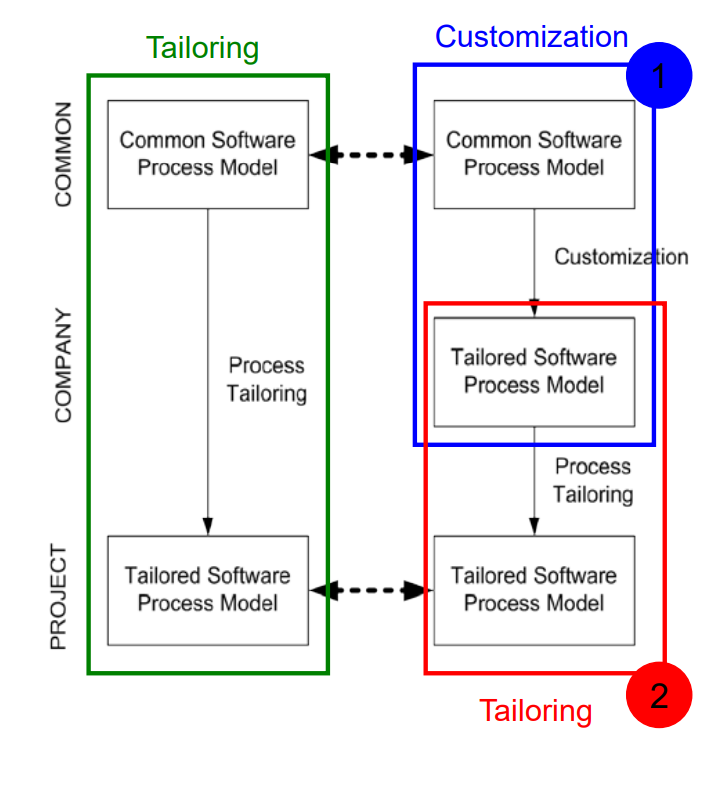 Tailoring
Customization
1
COMMON
Common Software
Process Model
Common Software
Process Model
Customization
COMPANY
Process
Tailoring
Tailored Software
Process Model
Process
Tailoring
PROJECT
Tailored Software
Process Model
Tailored Software
Process Model
2
Tailoring